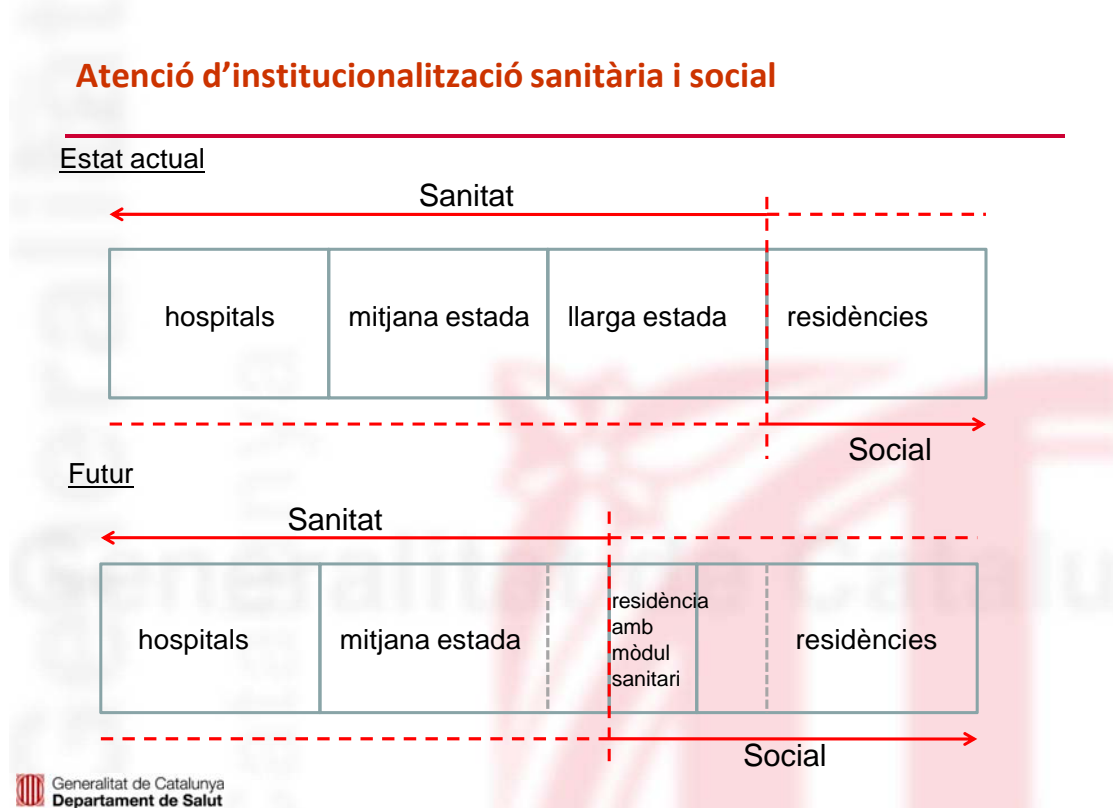 Atenció d’institucionalització sanitària i social
Estat actual
Sanitat
hospitals
mitjana estada
llarga estada
residències
Social
Futur
Sanitat
hospitals
mitjana estada
residència
amb
mòdul
sanitari
residències
Social
Generalitat de Catalunya
Departament de Salut